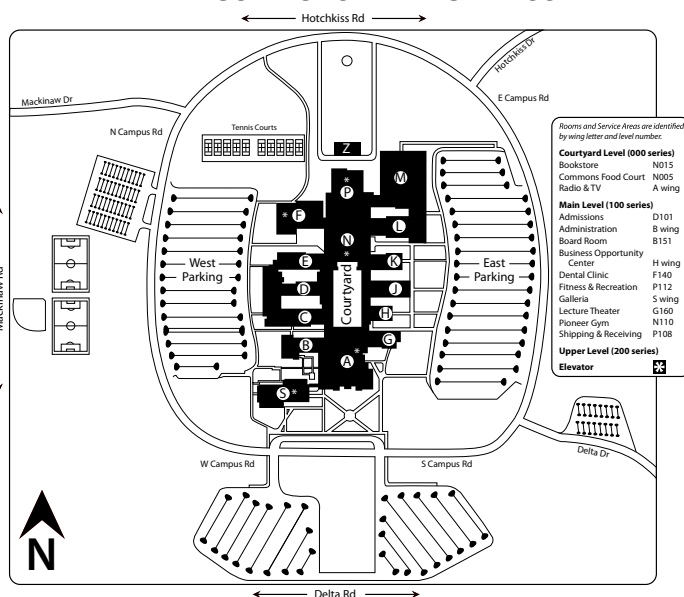 Hotchkiss Rd
Hotchkiss Dr
Mackinaw Dr
E Campus Rd
N Campus Rd
Tennis Courts
Z
Rooms and Service Areas are identified
by wing letter and level number.
Courtyard Level (000 series)
Bookstore N015
Commons Food Court N005
Radio & TV A wing
Main Level (100 series)
Admissions D101
Administration B wing
Board Room B151
Business Opportunity
Center H wing
Dental Clinic F140
Fitness & Recreation P112
Galleria S wing
Lecture Theater G160
Pioneer Gym N110
Shipping & Receiving P108
Upper Level (200 series)
Elevator *
* P
M
* F
L
N
*
E
K
West
Parking
East
Parking
D
J
Courtyard
C
H
B
G
A *
S *
W Campus Rd
S Campus Rd
Delta Dr
N
Delta Rd